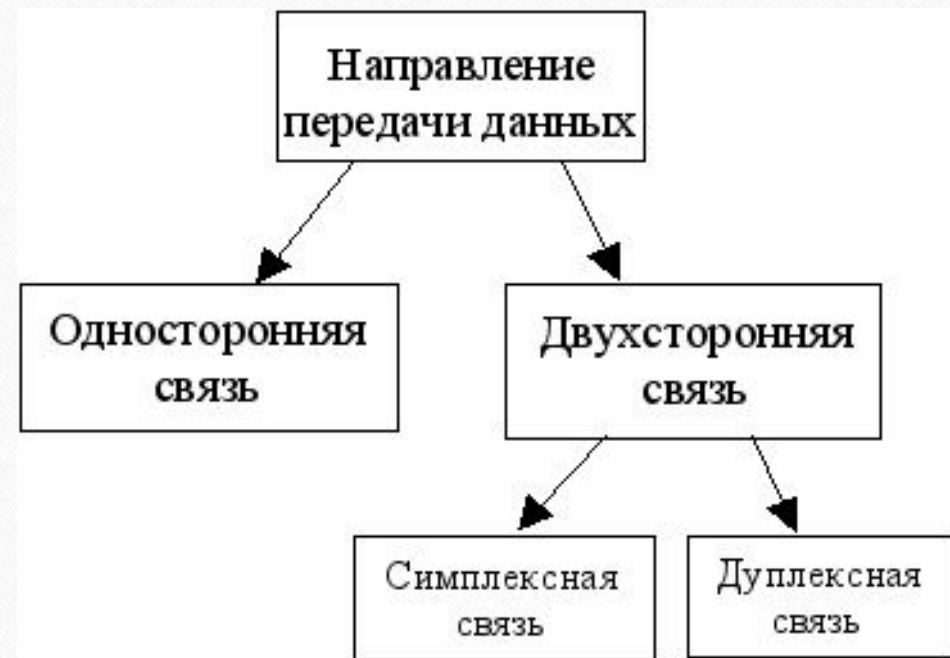 Направление
передачи данных
Односторонняя
связь
Двухсторонняя
связь
Симплексная
связь
Дуплексная
связь